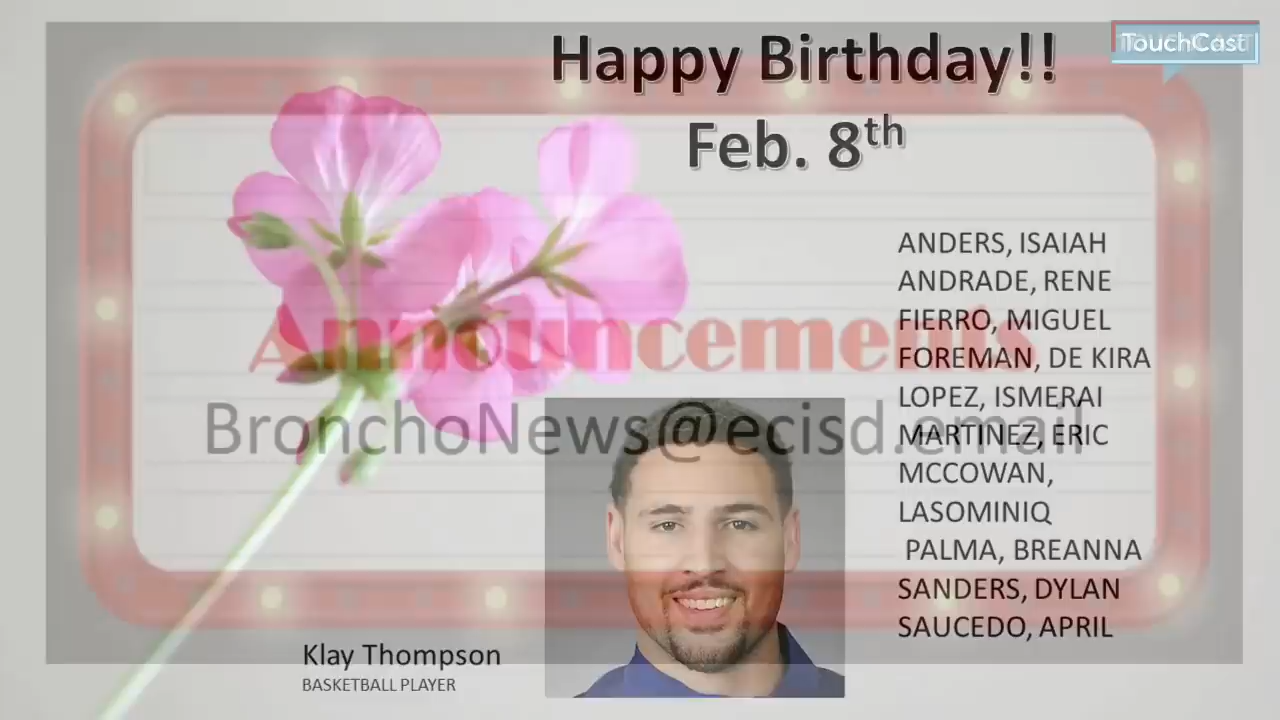 Happy Birthday!!
TouchCast
Feb. 8th
ANDERS, ISAIAH
ANDRADE, RENE
FIERRO, MIGUEL
Announcements
FOREMAN, DE KIRA
LOPEZ, ISMERAI
BronchoNews@ecisd.email
MARTINEZ, ERIC
MCCOWAN,
LASOMINIQ
PALMA, BREANNA
SANDERS, DYLAN
SAUCEDO, APRIL
Klay Thompson
BASKETBALL PLAYER